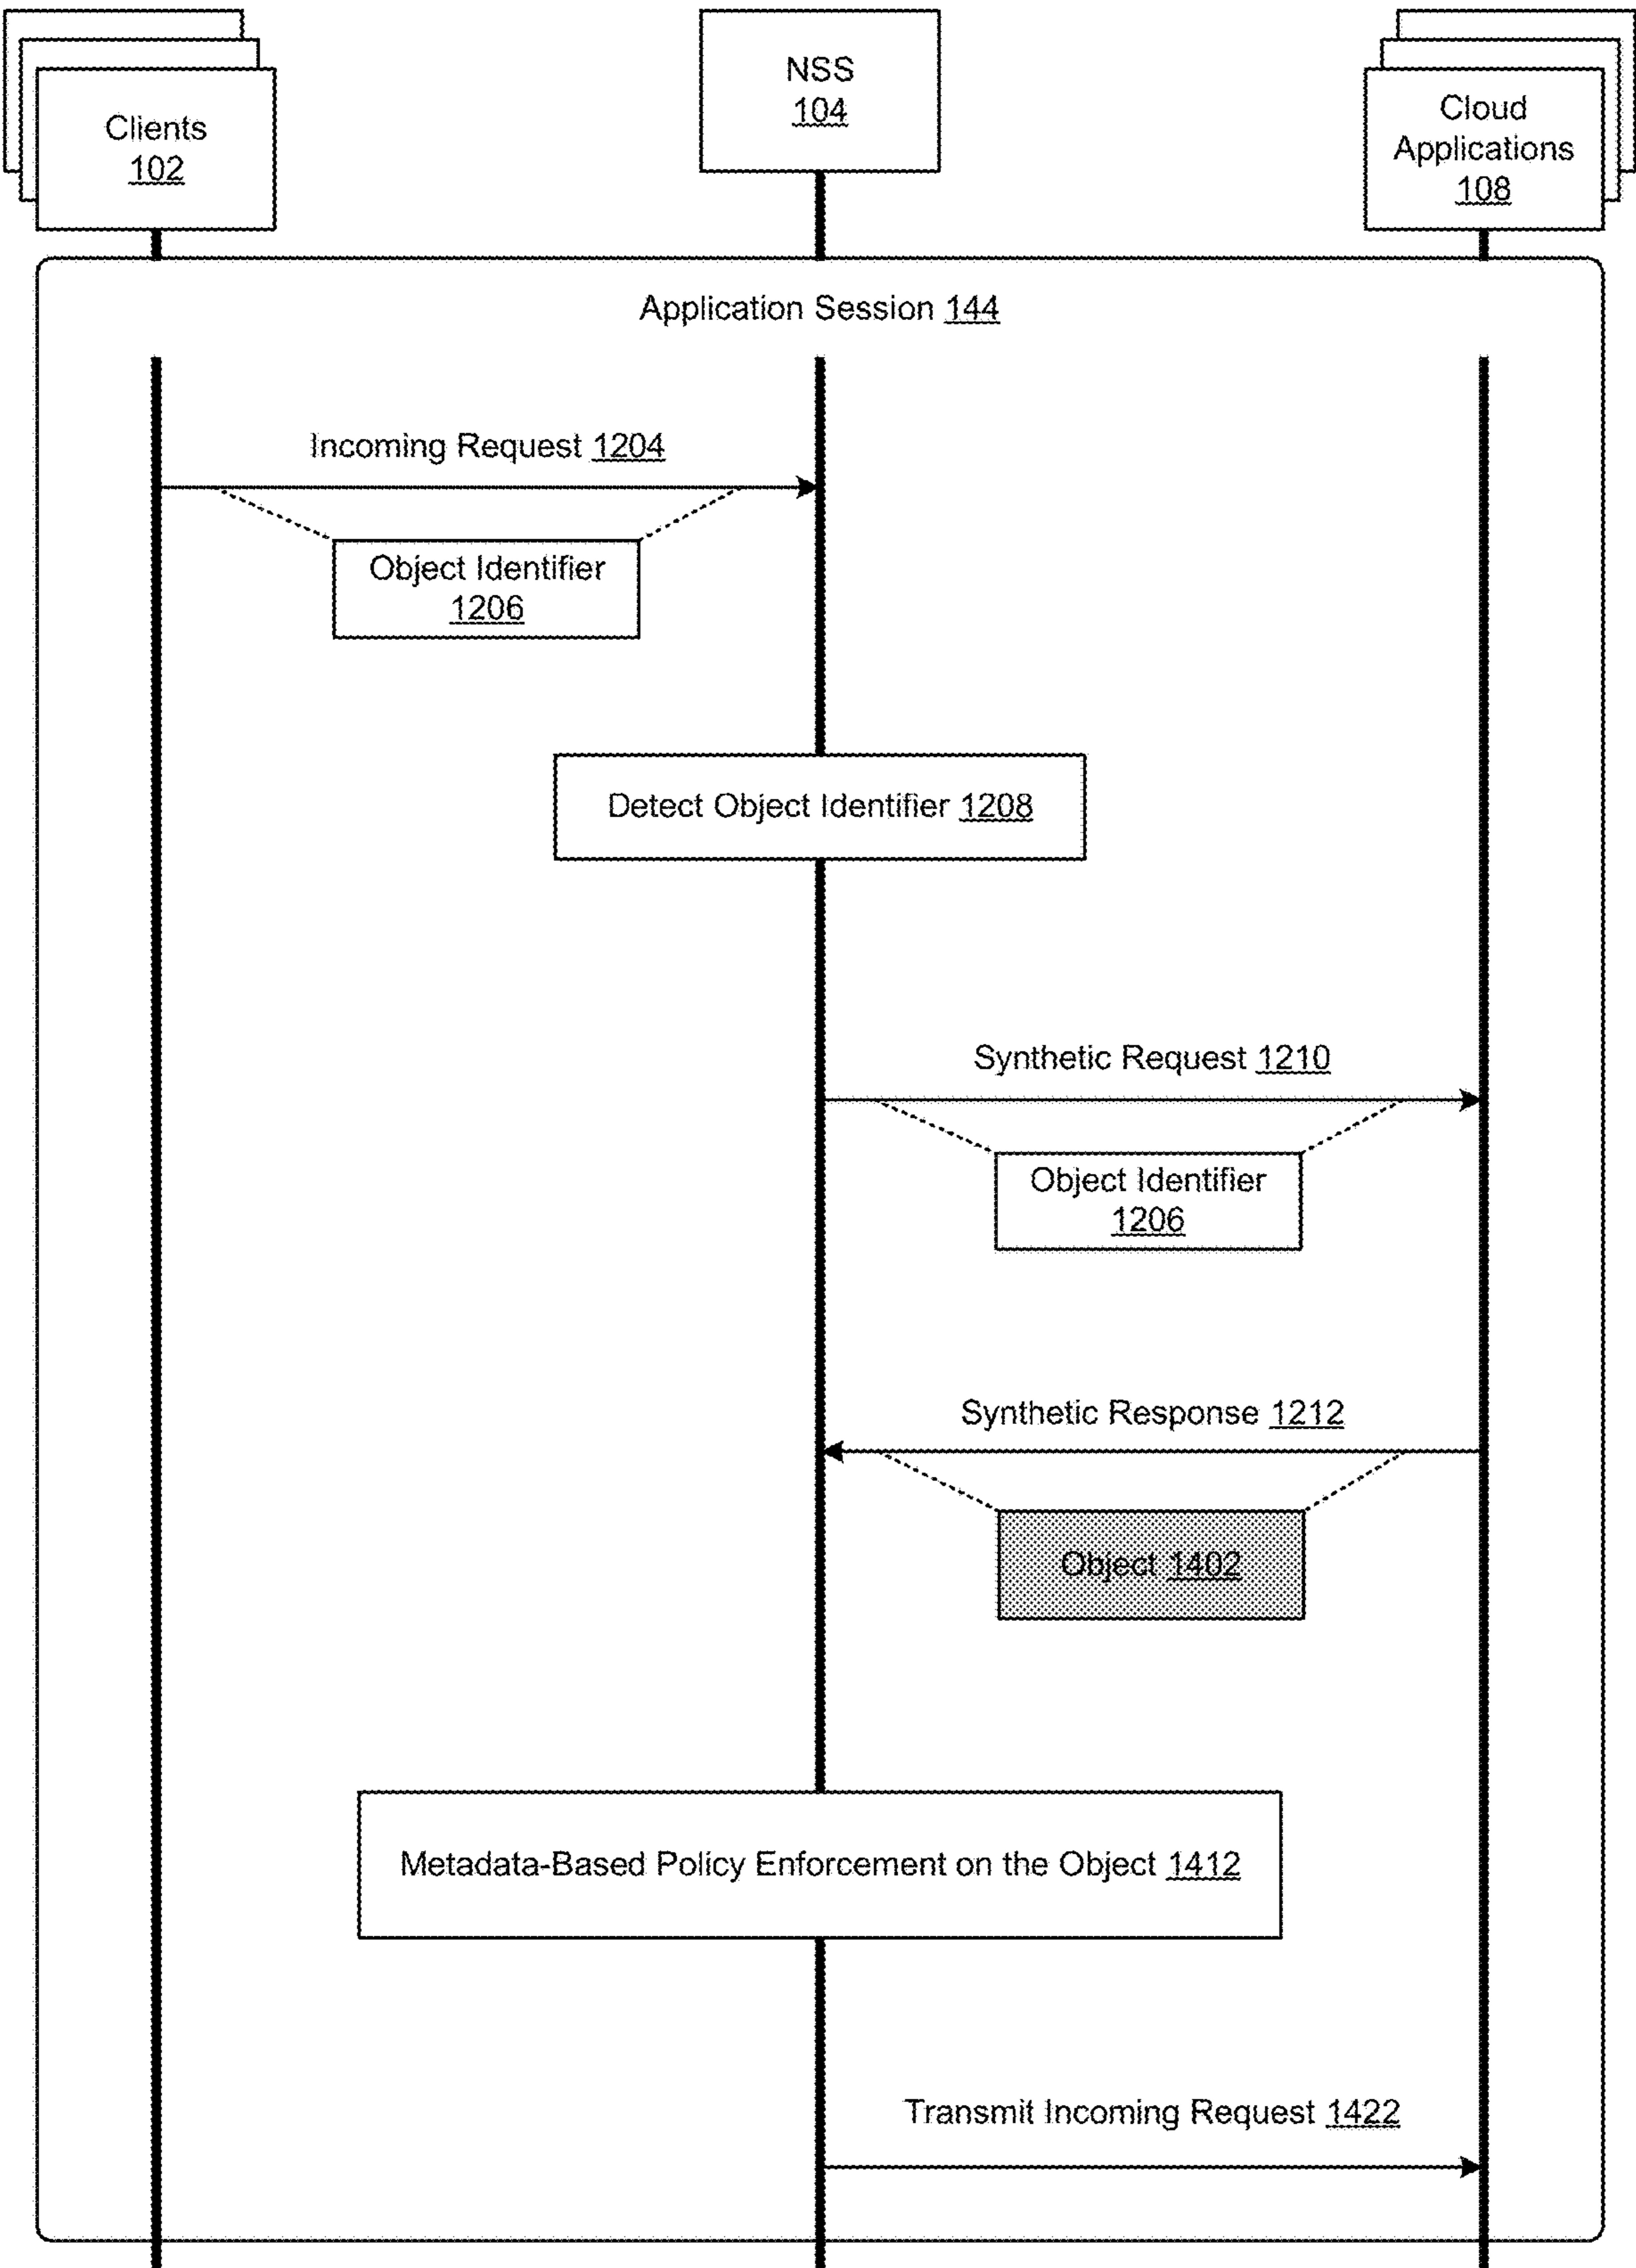 Clients
102
NSS
104
Cloud
Applications
108
Application Session 144
Incoming Request 1204
Object Identifier
1206
Detect Object Identifier 1208
Synthetic Request 1210
Object Identifier
1206
Synthetic Response 1212
Object 1402
Metadata-Based Policy Enforcement on the Object 1412
Transmit Incoming Request 1422